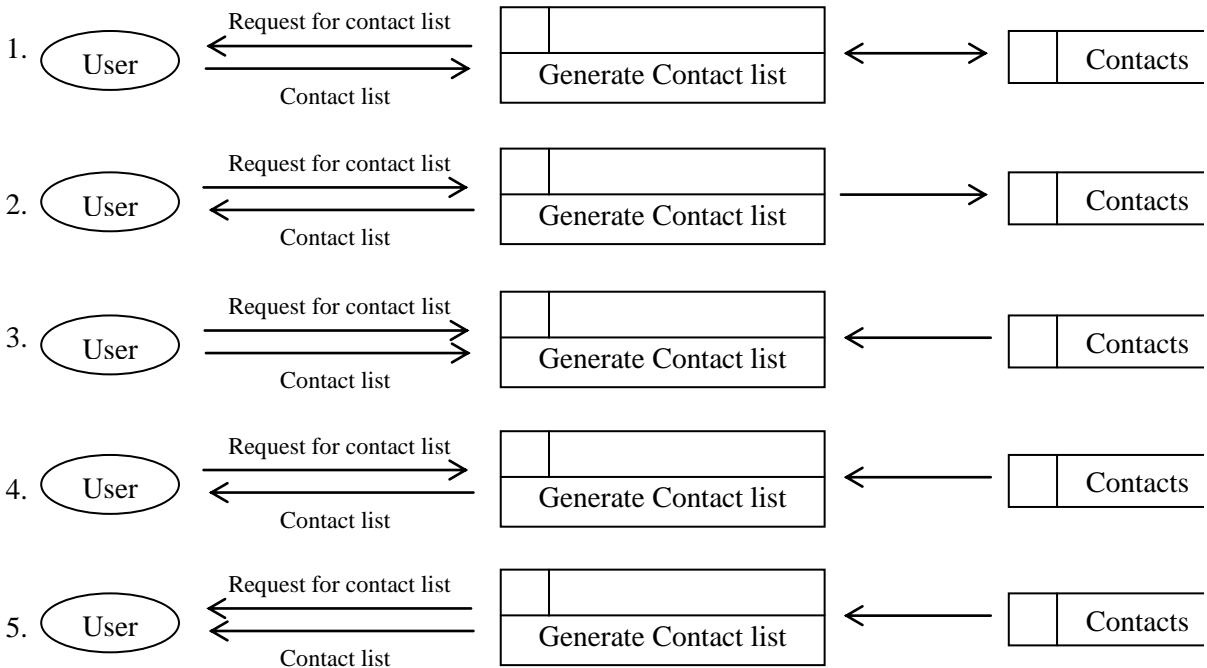 Request for contact list
1. User Generate Contact list Contacts
Contact list
Request for contact list
2. User Generate Contact list Contacts
Contact list
Request for contact list
3. User Generate Contact list Contacts
Contact list
Request for contact list
4. User Generate Contact list Contacts
Contact list
Request for contact list
5. User Generate Contact list Contacts
Contact list